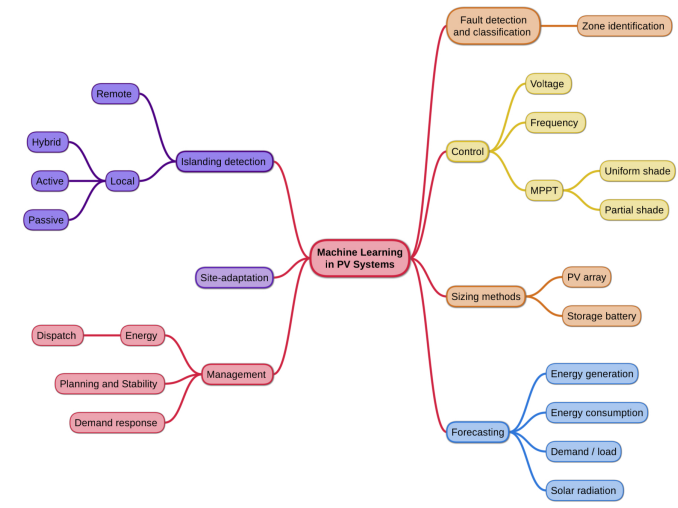 Machine Learning
in PV Systems
Fault detection
and classification
Zone identification
Control
Voltage
Frequency
MPPT
Uniform shade
Partial shade
Sizing methods
PV array
Storage battery
Forecasting
Energy generation
Energy consumption
Demand / load
Solar radiation
Islanding detection
Remote
Local
Hybrid
Active
Passive
Site-adaptation
Management
Energy
Dispatch
Planning and Stability
Demand response